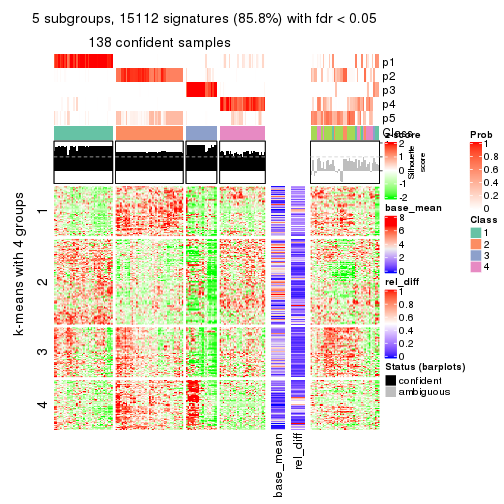 5 subgroups, 15112 signatures (85.8%) with fdr < 0.05
138 confident samples
p1
p2
p3
p4
p5
Class
z-score
2
1
0
-1
-2
Silhouette
score
Prob
1
0.8
0.6
0.4
0.2
0
base_mean
8
6
4
2
0
Class
1
2
3
4
rel_diff
1
0.8
0.6
0.4
0.2
0
Status (barplots)
confident
ambiguous
k-means with 4 groups
1
2
3
4
base_mean
rel_diff